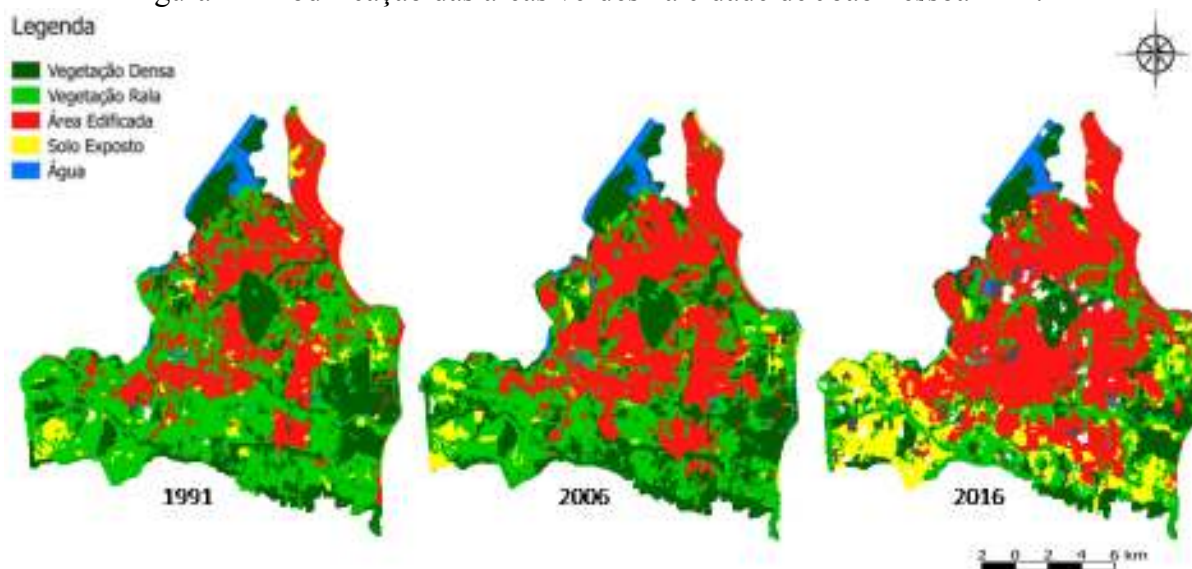 Legenda
Vegetação Densa
Vegetação Rala
Área Edificada
Solo Exposto
Água
1991
2006
2016
2 0 2 4 6 km